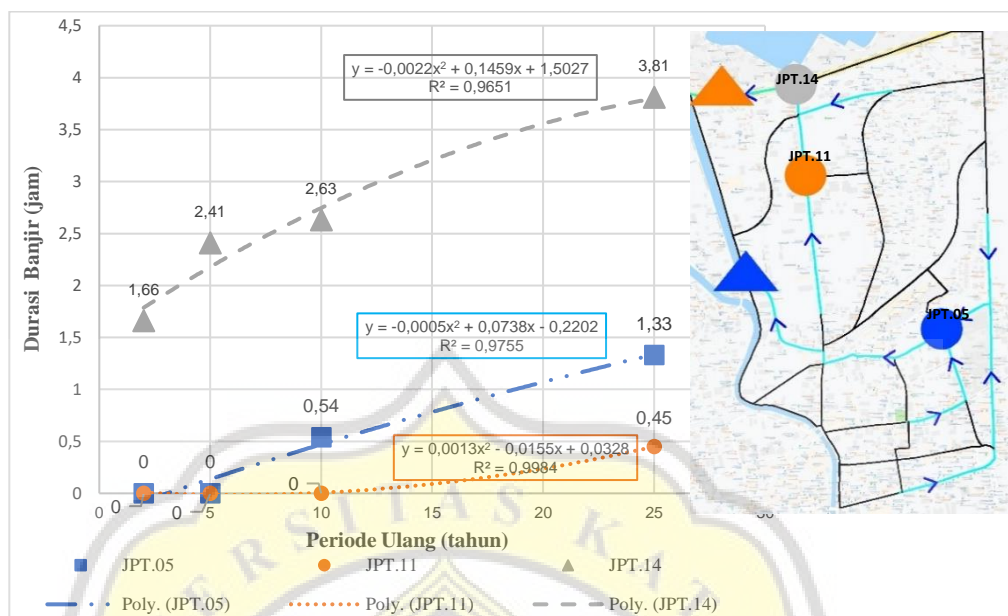 4,5
4
3,5
3
2,5
2
1,5
1
0,5
0
Durasi Banjir (jam)
y = -0,0022x² + 0,1459x + 1,5027
R² = 0,9651
3,81
2,63
2,41
1,66
y = -0,0005x² + 0,0738x - 0,2202
R² = 0,9755
1,33
0,54
0,45
y = 0,0013x² - 0,0155x + 0,0328
R² = 0,9984
0 0
0
0 0
0 5 10 15 20 25 30
Periode Ulang (tahun)
JPT.05 JPT.11 JPT.14
Poly. (JPT.05) Poly. (JPT.11) Poly. (JPT.14)
JPT.14
JPT.11
JPT.05
ERSITAS KAT